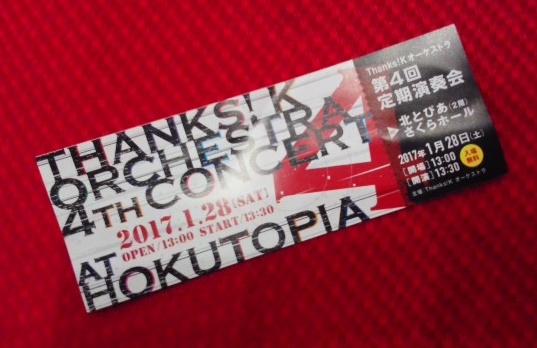 THANKS!K
ORCHESTRA
4TH CONCERT
2017.1.28(SAT)
OPEN/13:00 START/13:30
AT
HOKUTOPIA
Thanks!Kオーケストラ
第4回
定期演奏会
北とぴあ(2階)
さくらホール
2017年1月28日(土)
[開場]13:00
[開演]13:30
入場
無料
主催 Thanks!K オーケストラ